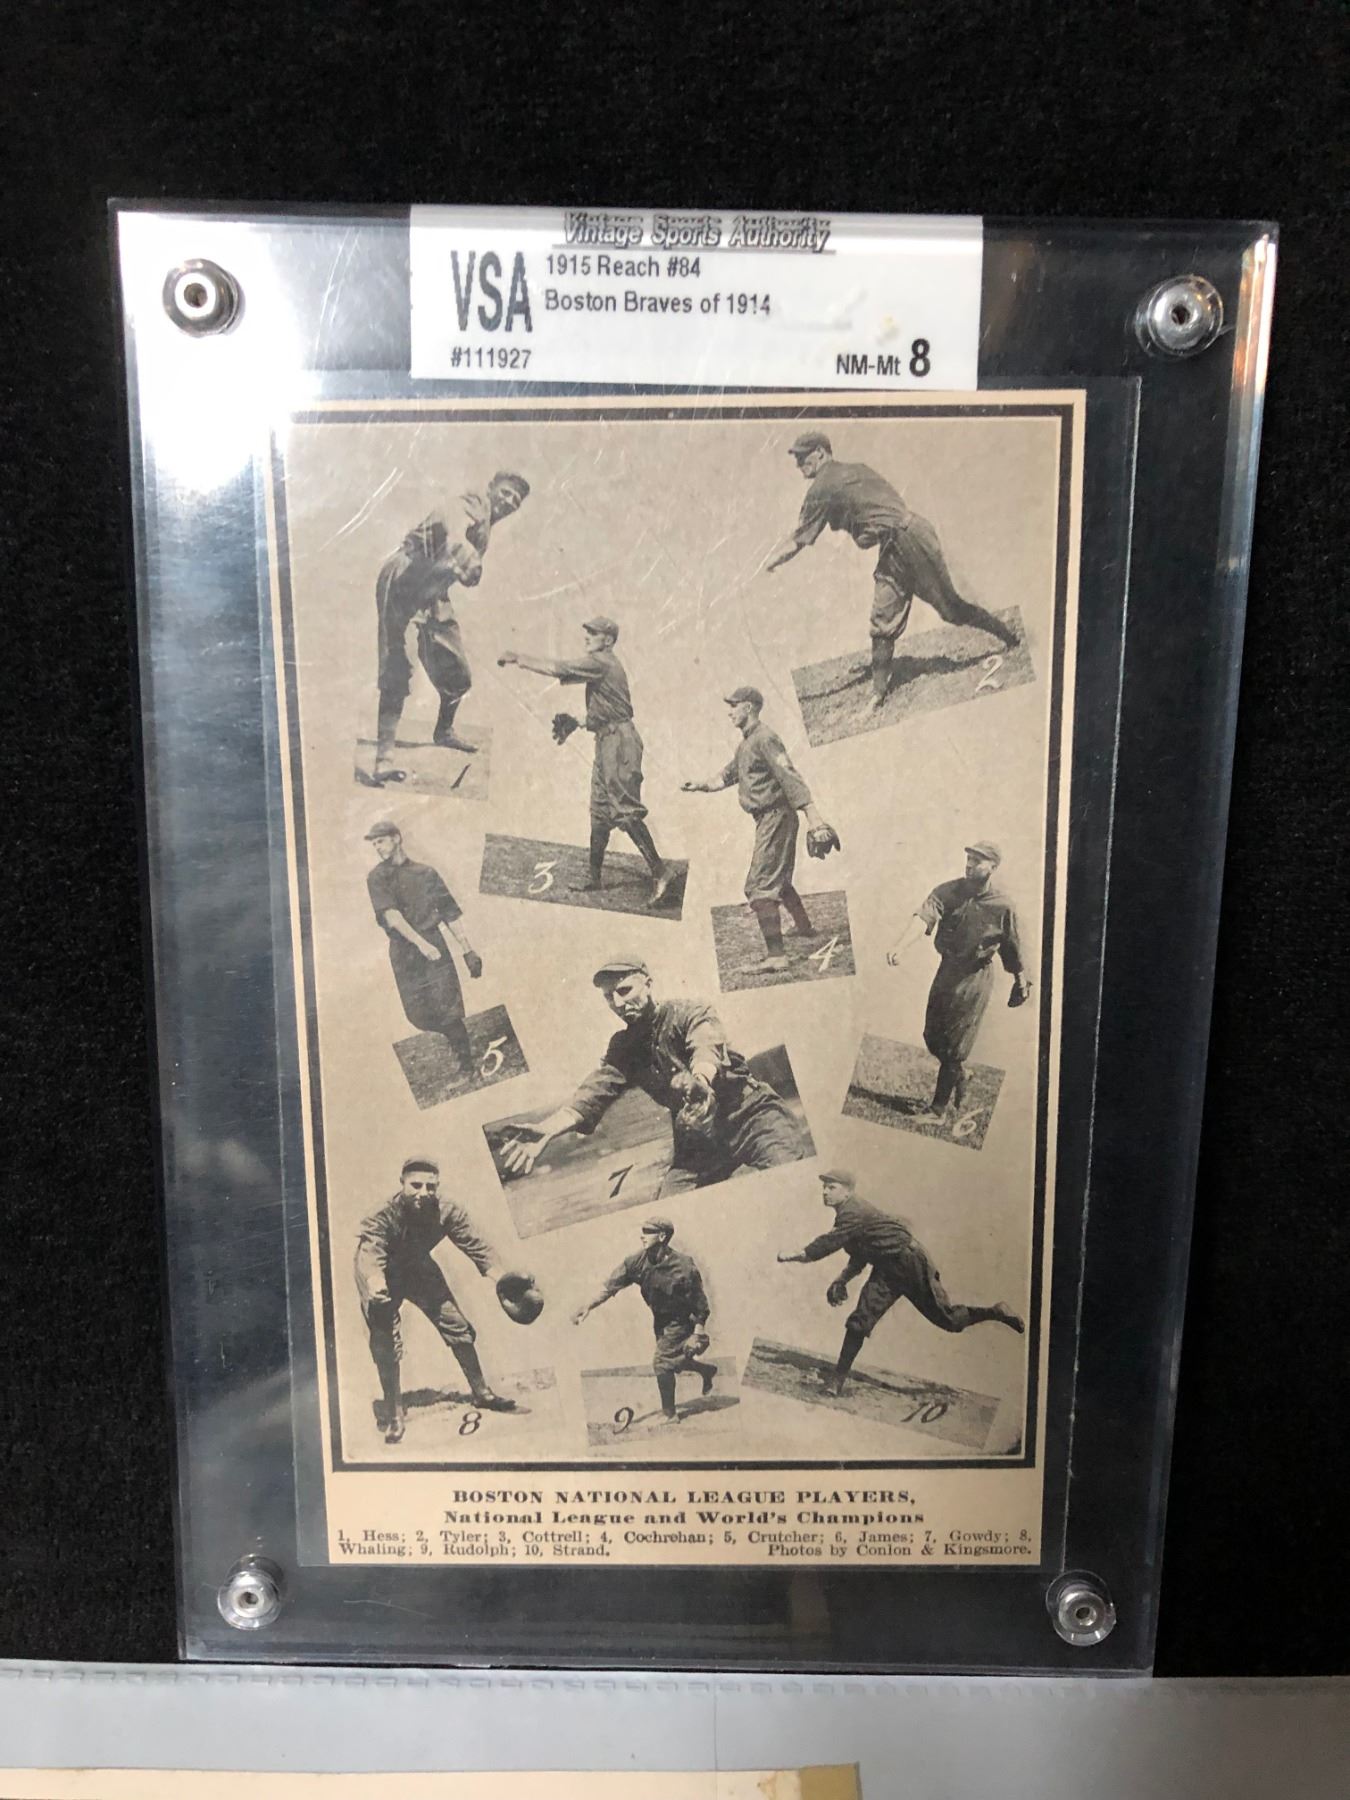 Vintage Sports Authority
VSA
1915 Reach #84
Boston Braves of 1914
#111927
NM-Mt 8
1
2
3
4
5
6
7
8
9
10
BOSTON NATIONAL LEAGUE PLAYERS,
National League and World's Champions
1, Hess; 2, Tyler; 3, Cottrell; 4, Cochrehan; 5, Crutcher; 6, James; 7, Gowdy; 8,
Whaling; 9, Rudolph; 10, Strand. Photos by Conlon & Kingsmore.